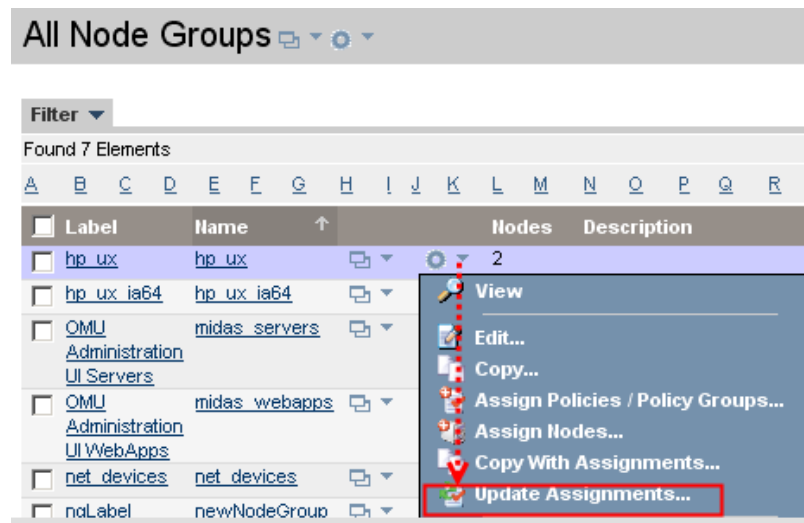 All Node Groups
Filter
Found 7 Elements
A B C D E F G H I J K L M N O P Q R
Label Name Nodes Description
hp_ux hp_ux 2
hp_ux_ia64 hp_ux_ia64
OMU Administration UI Servers midas_servers
OMU Administration UI WebApps midas_webapps
net_devices net_devices
ngLabel newNodeGroup
View
Edit...
Copy...
Assign Policies / Policy Groups...
Assign Nodes...
Copy With Assignments...
Update Assignments...